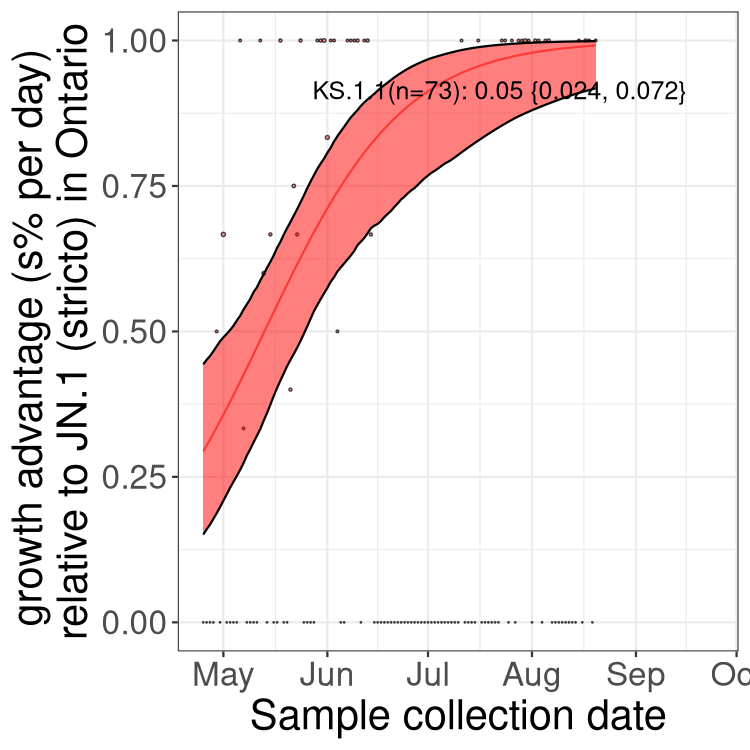 growth advantage (s% per day)
relative to JN.1 (stricto) in Ontario
1.00
0.75
0.50
0.25
0.00
KS.1.1(n=73): 0.05 {0.024, 0.072}
May Jun Jul Aug Sep Oc
Sample collection date